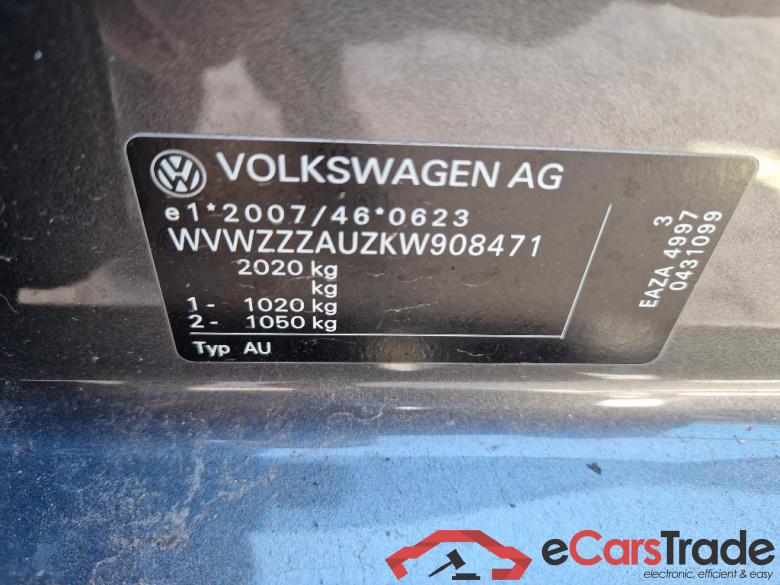 VOLKSWAGEN AG
e1*2007/46*0623
WVWZZZAUZKW908471
2020 kg
kg
1- 1020 kg
2- 1050 kg
Typ AU
3
EAZA 4997
0431099
eCarsTrade
electronic, efficient & easy